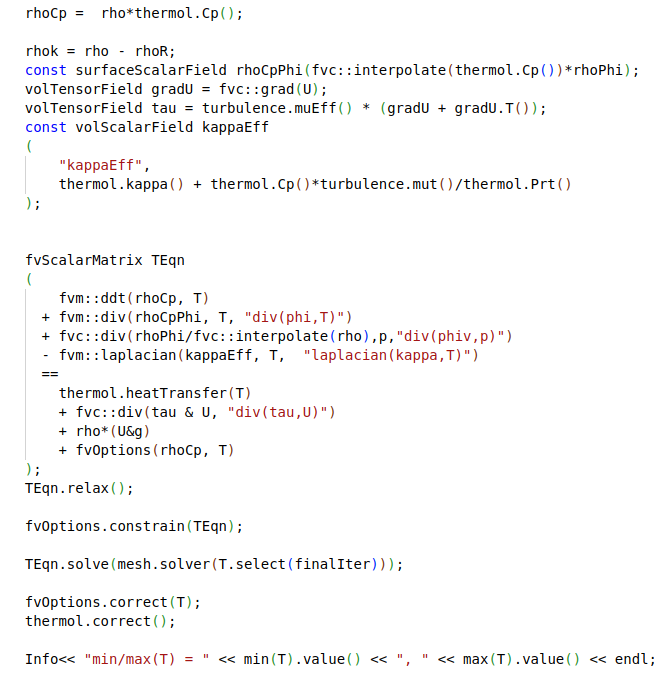 rhoCp =  rho*thermol.Cp();
rhok = rho - rhoR;
const surfaceScalarField rhoCpPhi(fvc::interpolate(thermol.Cp())*rhoPhi);
volTensorField gradU = fvc::grad(U);
volTensorField tau = turbulence.muEff() * (gradU + gradU.T());
const volScalarField kappaEff
(
    "kappaEff",
    thermol.kappa() + thermol.Cp()*turbulence.mut()/thermol.Prt()
);
fvScalarMatrix TEqn
(
    fvm::ddt(rhoCp, T)
  + fvm::div(rhoCpPhi, T, "div(phi,T)")
  + fvc::div(rhoPhi/fvc::interpolate(rho),p,"div(phiv,p)")
  - fvm::laplacian(kappaEff, T,  "laplacian(kappa,T)")
  ==
    thermol.heatTransfer(T)
    + fvc::div(tau & U, "div(tau,U)")
    + rho*(U&g)
    + fvOptions(rhoCp, T)
);
TEqn.relax();
fvOptions.constrain(TEqn);
TEqn.solve(mesh.solver(T.select(finalIter)));
fvOptions.correct(T);
thermol.correct();
Info<< "min/max(T) = " << min(T).value() << ", " << max(T).value() << endl;